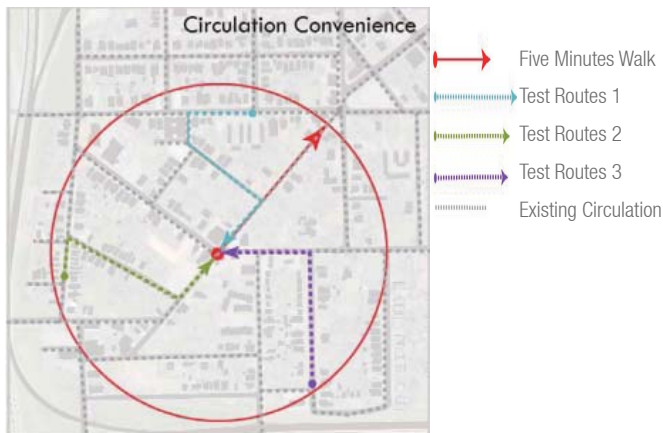 Circulation Convenience
Five Minutes Walk
Test Routes 1
Test Routes 2
Test Routes 3
Existing Circulation